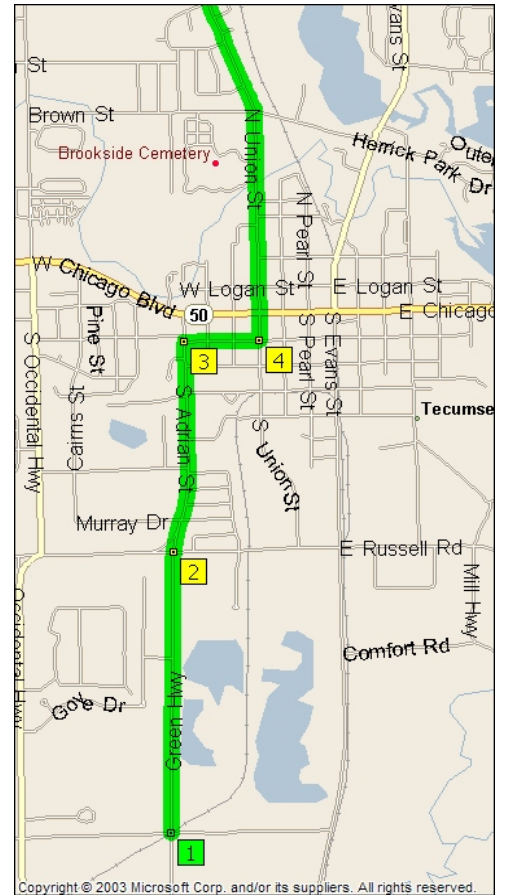 St
vans St
Brown St
Herrick Park Dr
Oute
Brookside Cemetery
N Union St
N Pearl St
W Chicago Blvd
W Logan St
E Logan St
50
E Chicago
Pine St
S Occidental Hwy
3
4
S Pearl St
S Evans St
Cairns St
S Adrian St
Tecumse
S Union St
Murray Dr
E Russell Rd
2
Mill Hwy
Occidental Hwy
Comfort Rd
Goye Dr
Green Hwy
1
Copyright © 2003 Microsoft Corp. and/or its suppliers. All rights reserved.